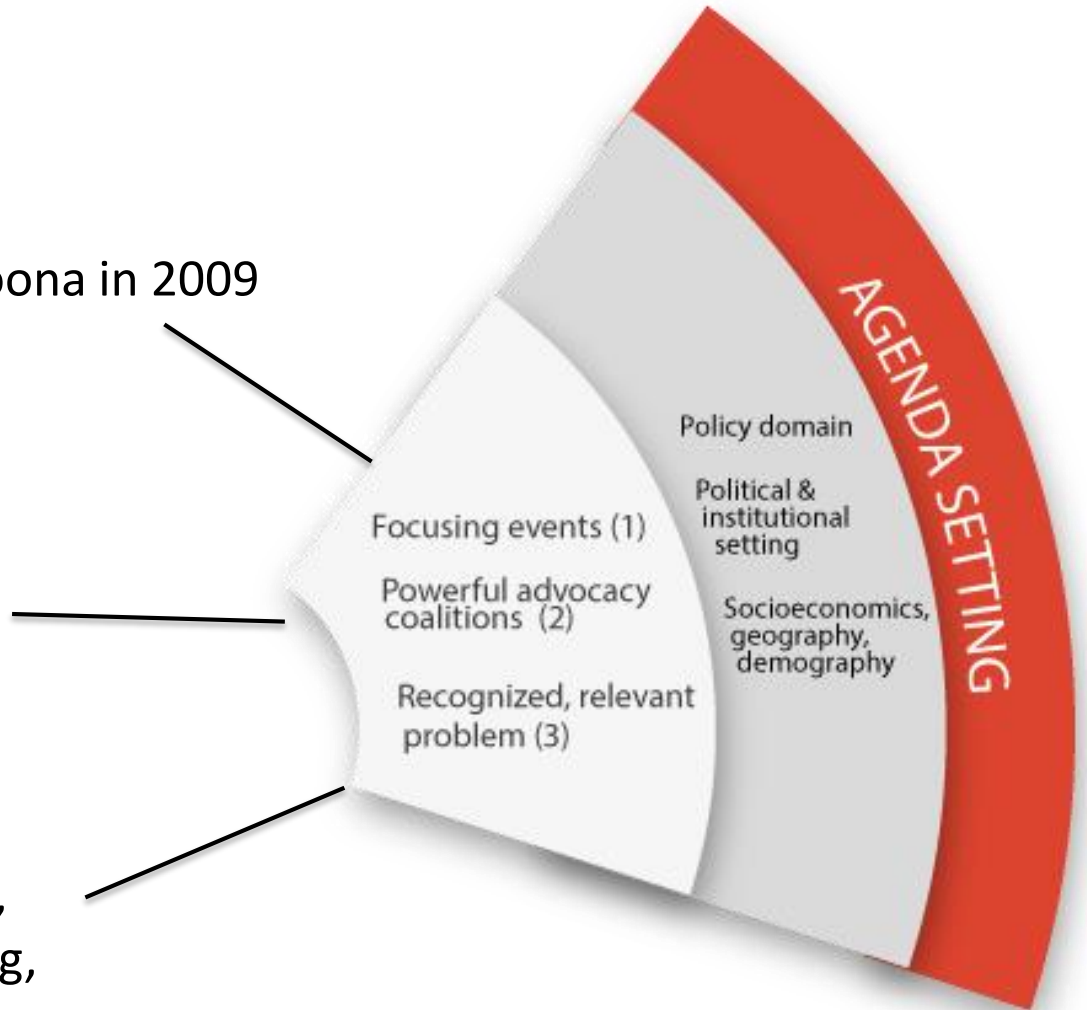 in 2009
AGENDA SETTING
Policy domain
Political &
institutional
setting
Socioeconomics,
geography,
demography
Focusing events (1)
Powerful advocacy
coalitions (2)
Recognized, relevant
problem (3)